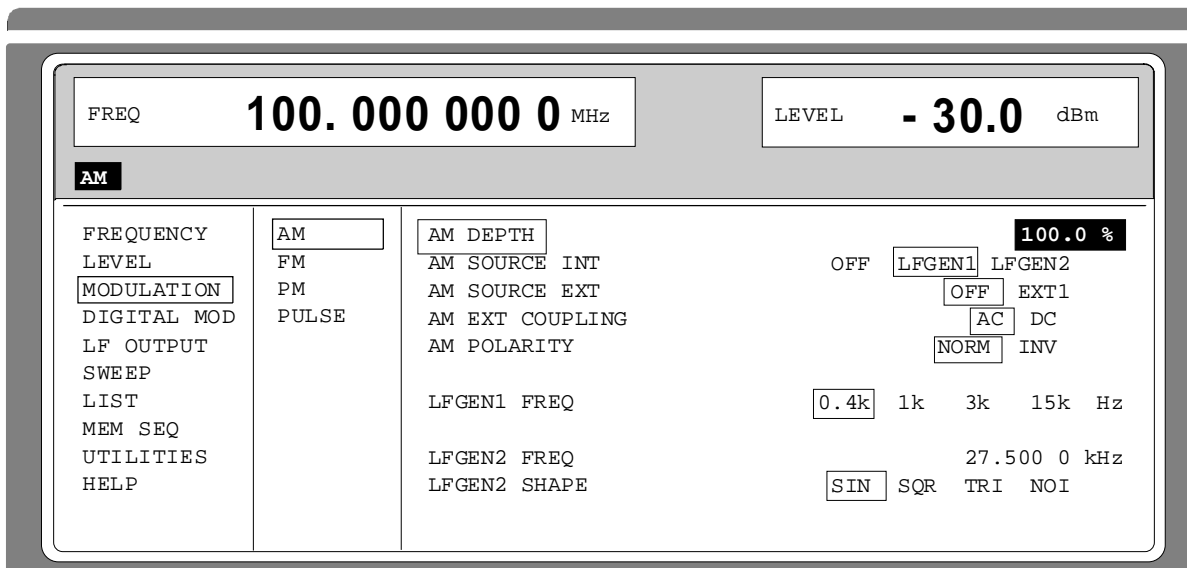 FREQ 100. 000 000 0 MHz LEVEL - 30.0 dBm
AM
FREQUENCY AM AM DEPTH 100.0 %
LEVEL FM AM SOURCE INT OFF LFGEN1 LFGEN2
MODULATION PM AM SOURCE EXT OFF EXT1
DIGITAL MOD PULSE AM EXT COUPLING AC DC
LF OUTPUT AM POLARITY NORM INV
SWEEP
LIST LFGEN1 FREQ 0.4k 1k 3k 15k Hz
MEM SEQ
UTILITIES LFGEN2 FREQ 27.500 0 kHz
HELP LFGEN2 SHAPE SIN SQR TRI NOI